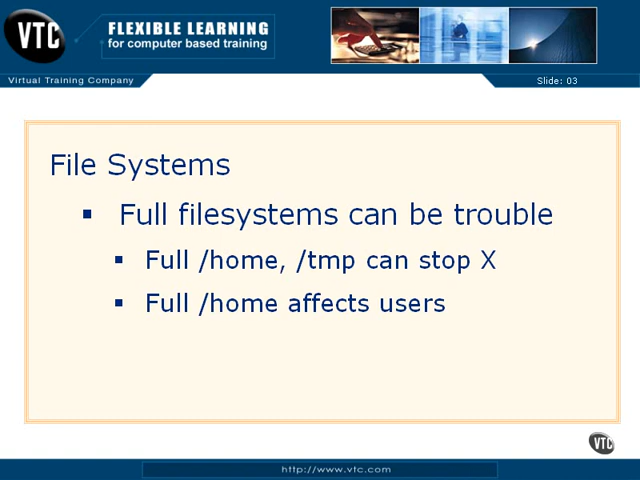 VTC
FLEXIBLE LEARNING
for computer based training
Virtual Training Company
Slide: 03
File Systems
▪ Full filesystems can be trouble
▪ Full /home, /tmp can stop X
▪ Full /home affects users
VTC
http://www.vtc.com